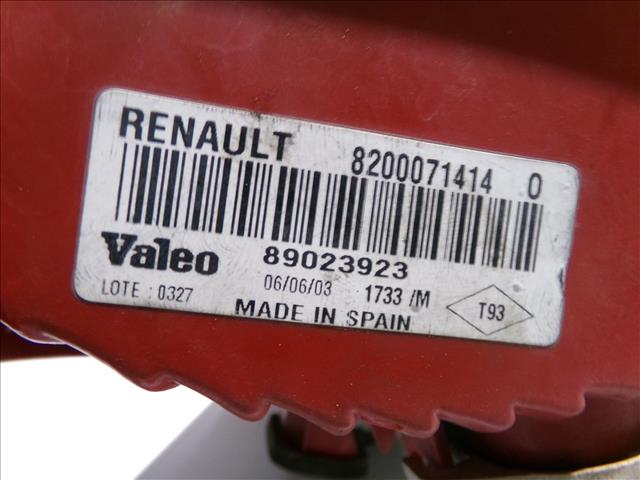 RENAULT 8200071414 0
Valeo 89023923
LOTE : 0327 06/06/03 1733 /M T93
MADE IN SPAIN